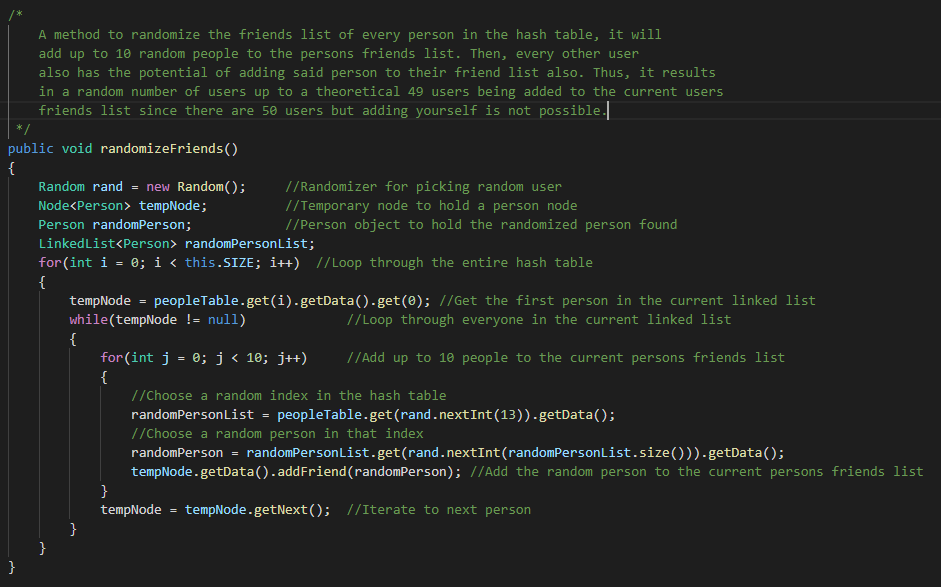 /*
    A method to randomize the friends list of every person in the hash table, it will
    add up to 10 random people to the persons friends list. Then, every other user
    also has the potential of adding said person to their friend list also. Thus, it results
    in a random number of users up to a theoretical 49 users being added to the current users
    friends list since there are 50 users but adding yourself is not possible.
 */
public void randomizeFriends()
{
    Random rand = new Random();     //Randomizer for picking random user
    Node<Person> tempNode;          //Temporary node to hold a person node
    Person randomPerson;            //Person object to hold the randomized person found
    LinkedList<Person> randomPersonList;
    for(int i = 0; i < this.SIZE; i++)  //Loop through the entire hash table
    {
        tempNode = peopleTable.get(i).getData().get(0); //Get the first person in the current linked list
        while(tempNode != null)             //Loop through everyone in the current linked list
        {
            for(int j = 0; j < 10; j++)     //Add up to 10 people to the current persons friends list
            {
                //Choose a random index in the hash table
                randomPersonList = peopleTable.get(rand.nextInt(13)).getData();
                //Choose a random person in that index
                randomPerson = randomPersonList.get(rand.nextInt(randomPersonList.size())).getData();
                tempNode.getData().addFriend(randomPerson); //Add the random person to the current persons friends list
            }
            tempNode = tempNode.getNext();  //Iterate to next person
        }
    }
}